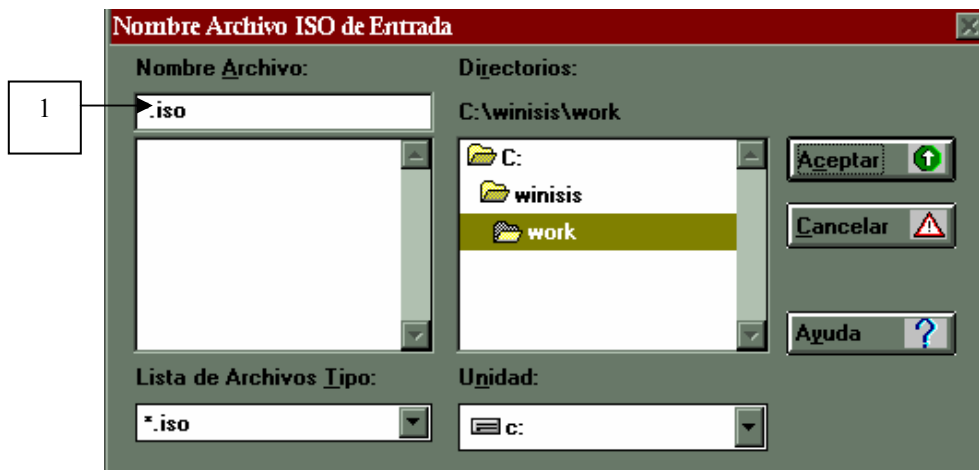 Nombre Archivo ISO de Entrada
Nombre Archivo:
Directorios:
1
*.iso
C:\winisis\work
C:
winisis
work
Aceptar
Cancelar
Ayuda
Lista de Archivos Tipo:
Unidad:
*.iso
c: